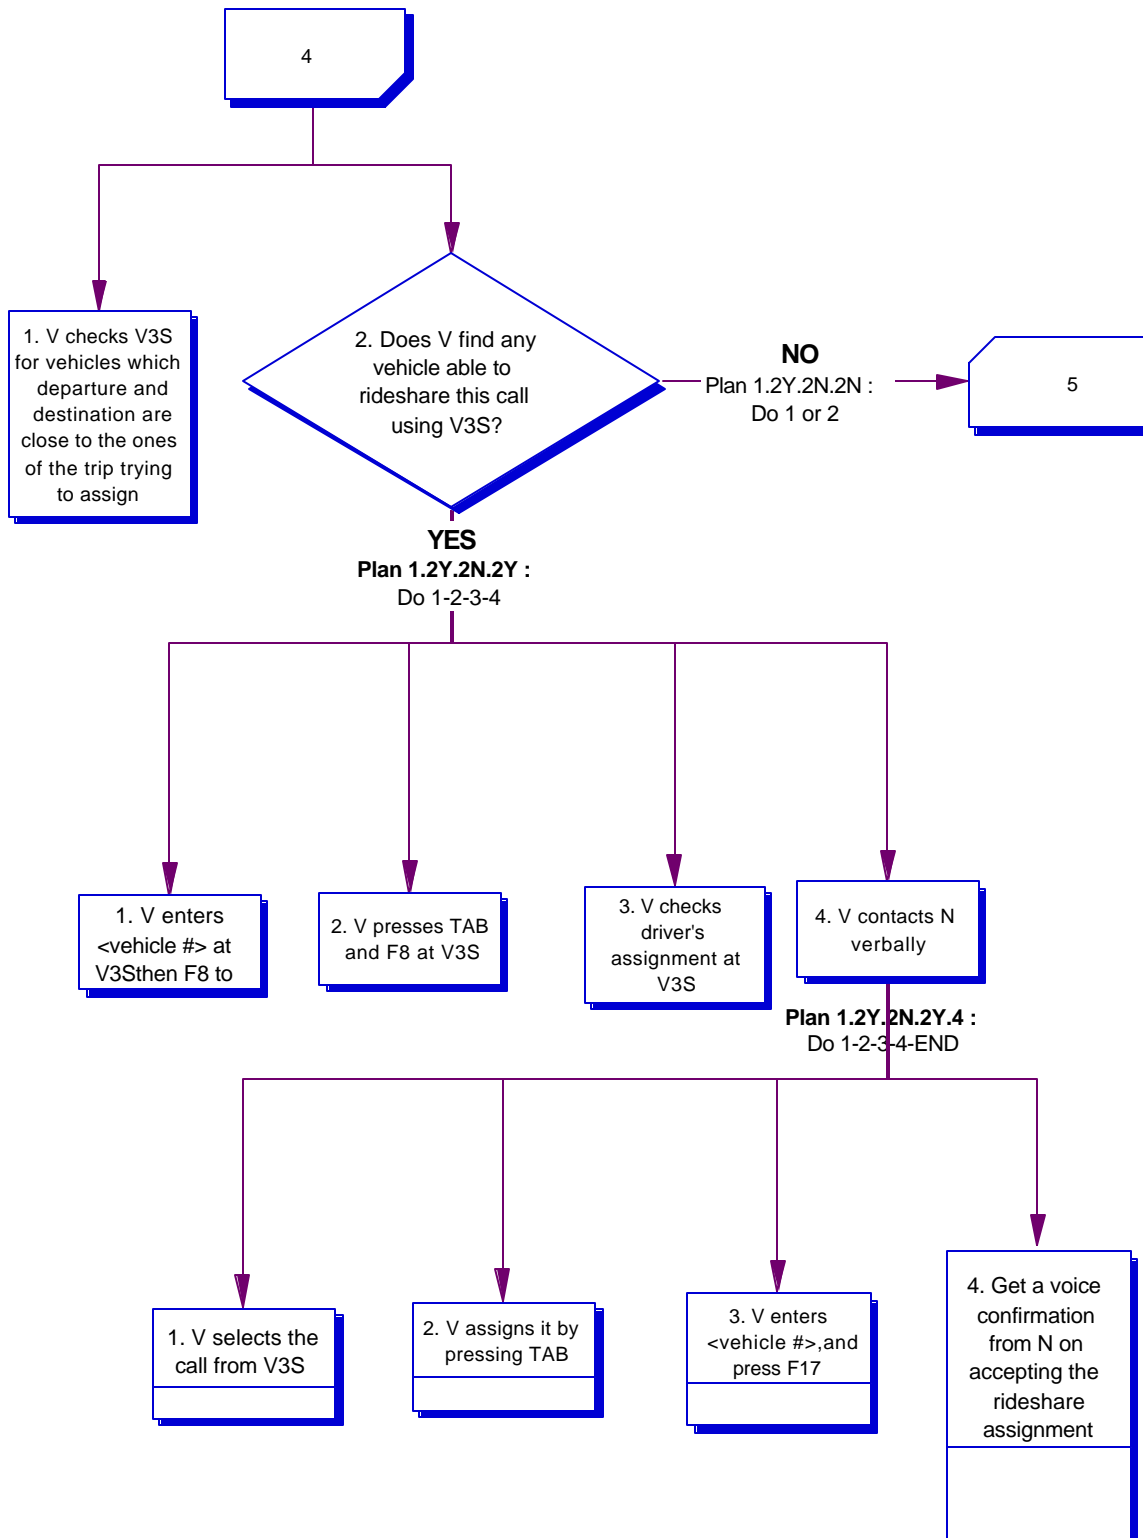 4
1. V checks V3S
for vehicles which
departure and
destination are
close to the ones
of the trip trying
to assign
2. Does V find any
vehicle able to
rideshare this call
using V3S?
NO
Plan 1.2Y.2N.2N :
Do 1 or 2
5
YES
Plan 1.2Y.2N.2Y :
Do 1-2-3-4
1. V enters
<vehicle #> at
V3Sthen F8 to
2. V presses TAB
and F8 at V3S
3. V checks
driver's
assignment at
V3S
4. V contacts N
verbally
Plan 1.2Y.2N.2Y.4 :
Do 1-2-3-4-END
1. V selects the
call from V3S
2. V assigns it by
pressing TAB
3. V enters
<vehicle #>,and
press F17
4. Get a voice
confirmation
from N on
accepting the
rideshare
assignment